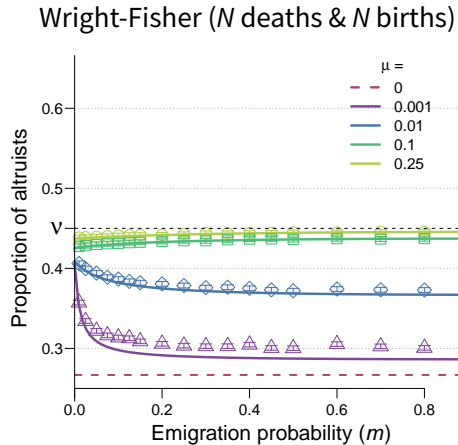 Wright-Fisher (N deaths & N births)
μ =
0
0.001
0.01
0.1
0.25
0.6
0.5
ν
0.4
0.3
Proportion of altruists
0.0 0.2 0.4 0.6 0.8
Emigration probability (m)